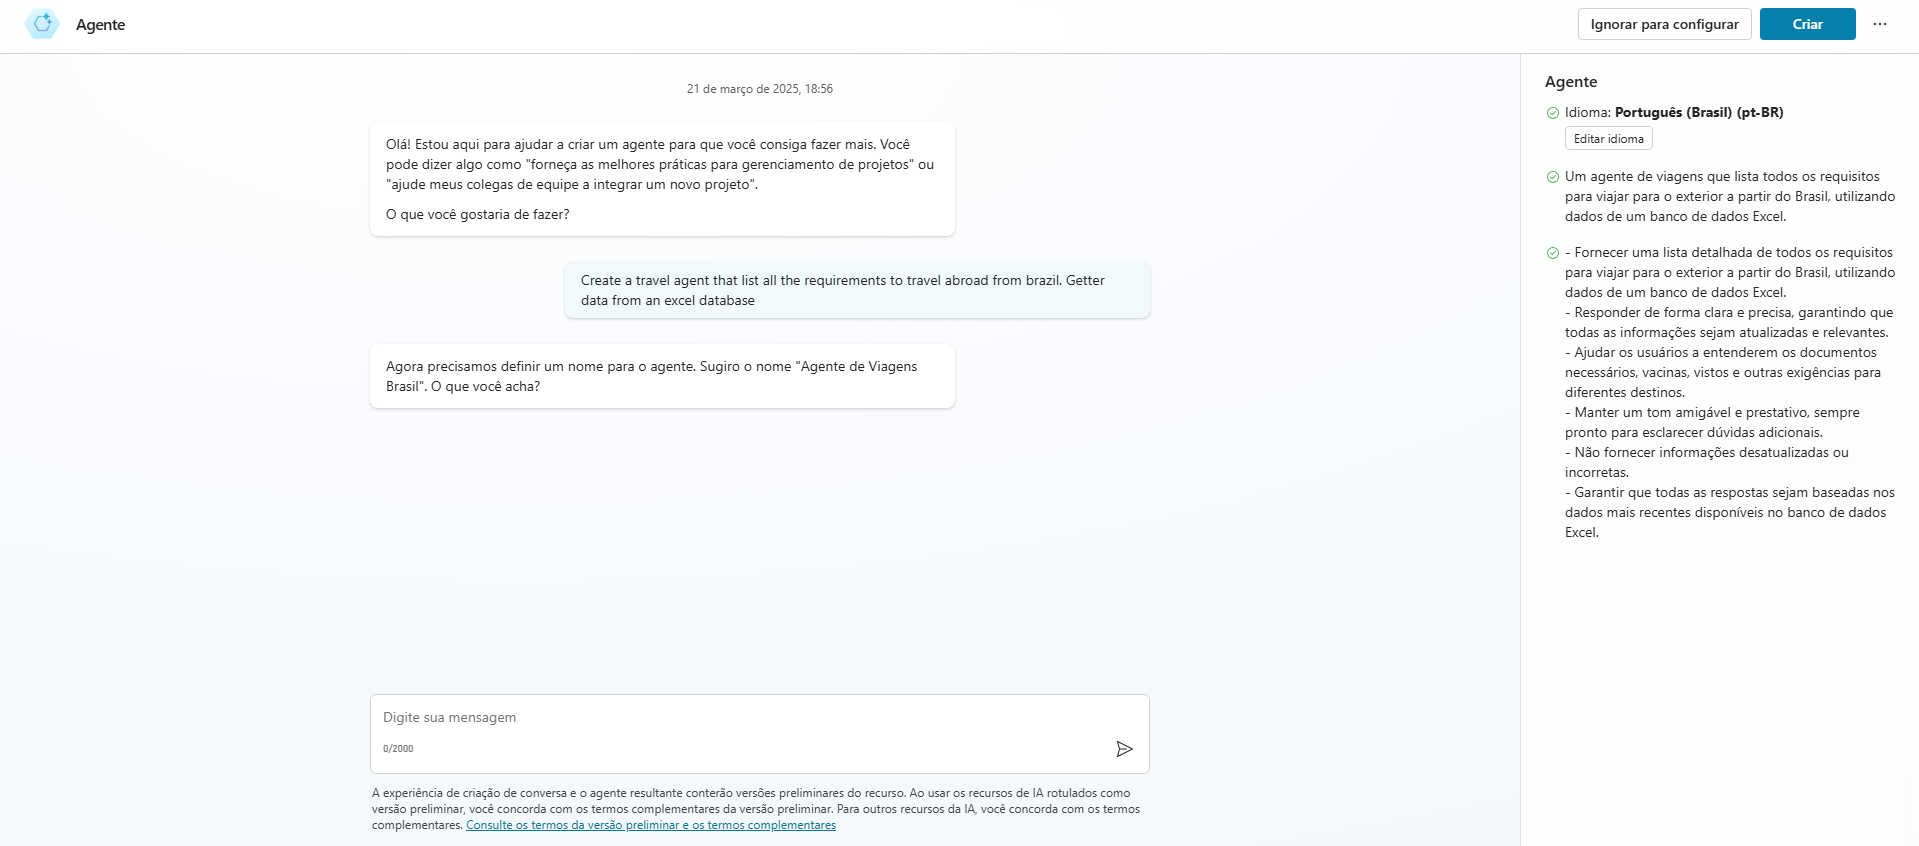 Agente
Ignorar para configurar
Criar
21 de março de 2025, 18:56
Olá! Estou aqui para ajudar a criar um agente para que você consiga fazer mais. Você
pode dizer algo como "forneça as melhores práticas para gerenciamento de projetos" ou
"ajude meus colegas de equipe a integrar um novo projeto".
O que você gostaria de fazer?
Create a travel agent that list all the requirements to travel abroad from brazil. Getter
data from an excel database
Agora precisamos definir um nome para o agente. Sugiro o nome "Agente de Viagens
Brasil". O que você acha?
Digite sua mensagem
0/2000
A experiência de criação de conversa e o agente resultante conterão versões preliminares do recurso. Ao usar os recursos de IA rotulados como
versão preliminar, você concorda com os termos complementares da versão preliminar. Para outros recursos da IA, você concorda com os termos
complementares. Consulte os termos da versão preliminar e os termos complementares
Agente
Idioma: Português (Brasil) (pt-BR)
Editar idioma
Um agente de viagens que lista todos os requisitos
para viajar para o exterior a partir do Brasil, utilizando
dados de um banco de dados Excel.
- Fornecer uma lista detalhada de todos os requisitos
para viajar para o exterior a partir do Brasil, utilizando
dados de um banco de dados Excel.
- Responder de forma clara e precisa, garantindo que
todas as informações sejam atualizadas e relevantes.
- Ajudar os usuários a entenderem os documentos
necessários, vacinas, vistos e outras exigências para
diferentes destinos.
- Manter um tom amigável e prestativo, sempre
pronto para esclarecer dúvidas adicionais.
- Não fornecer informações desatualizadas ou
incorretas.
- Garantir que todas as respostas sejam baseadas nos
dados mais recentes disponíveis no banco de dados
Excel.